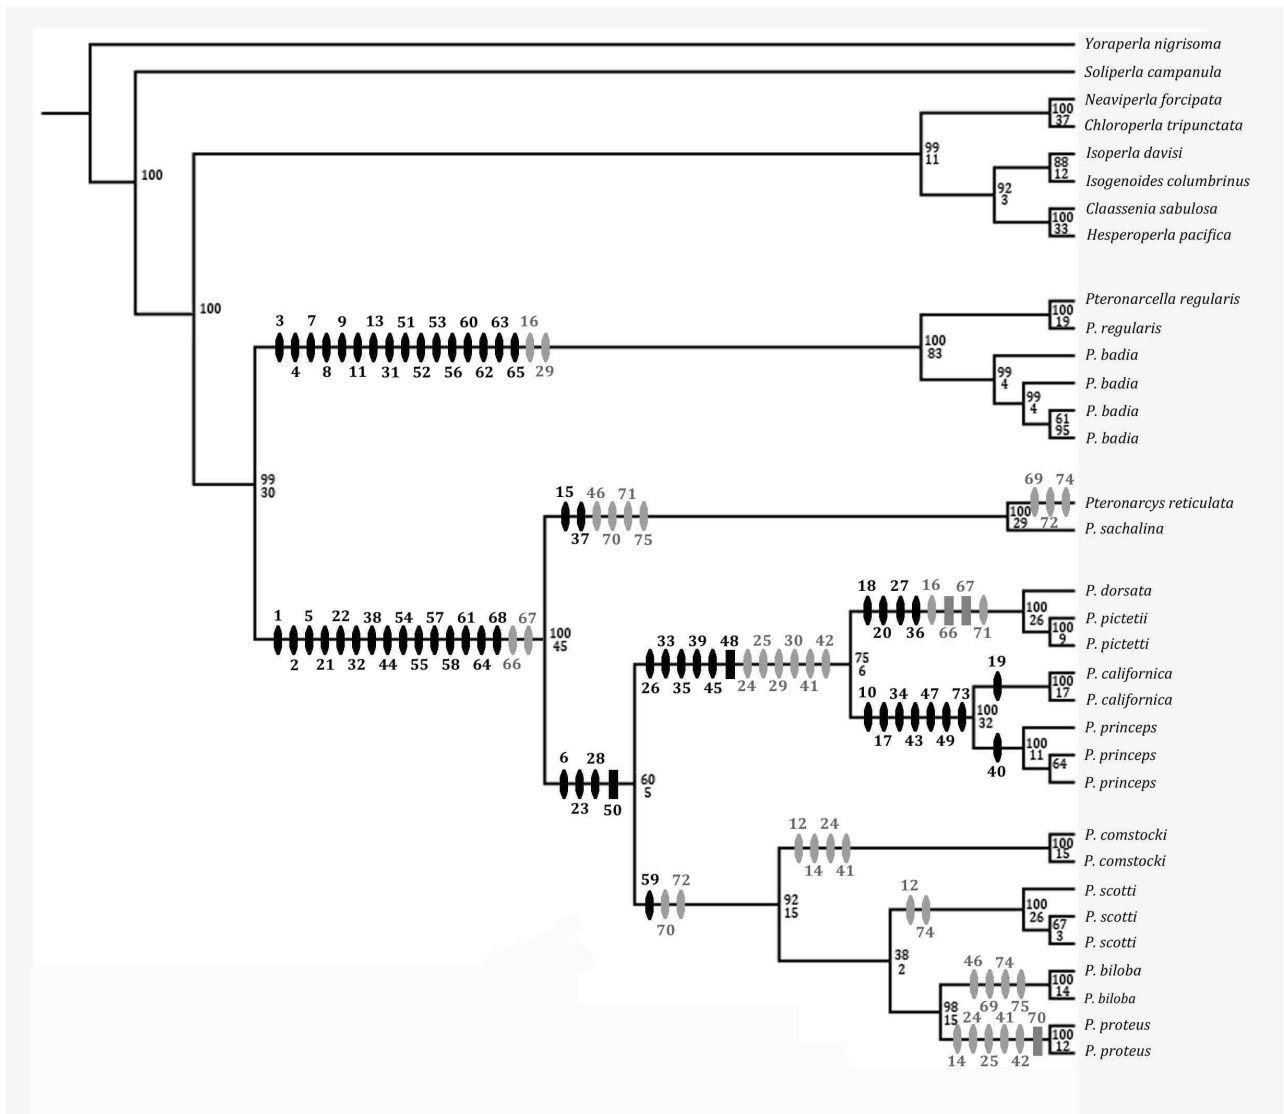 Yoraperla nigrisoma
Soliperla campanula
Neaviperla forcipata
100
37
Chloroperla tripunctata
99
11
Isoperla davisi
88
12
Isogenoides columbrinus
100
92
3
Claassenia sabulosa
100
33
Hesperoperla pacifica
100
Pteronarcella regularis
100
19
P. regularis
3 7 9 13 51 53 60 63 16
4 8 11 31 52 56 62 65 29
100
83
P. badia
99
4
P. badia
99
4
P. badia
61
95
P. badia
99
30
15 46 71
37 70 75
69 74
Pteronarcys reticulata
100
29 72
P. sachalina
1 5 22 38 54 57 61 68 67
2 21 32 44 55 58 64 66
100
45
18 27 16 67
20 36 66 71
P. dorsata
100
26
P. pictetii
100
9
P. pictetti
33 39 48 25 30 42
26 35 45 24 29 41
75
6
19
P. californica
100
17
P. californica
10 34 47 73
17 43 49
100
32
P. princeps
100
11
P. princeps
64
40
P. princeps
6 28
23 50
60
5
12 24
14 41
P. comstocki
100
15
P. comstocki
59 72
70
92
15
12
74
P. scotti
100
26
P. scotti
67
3
P. scotti
38
2
46 74
69 75
P. biloba
100
14
P. biloba
98
15
24 41 70
14 25 42
P. proteus
100
12
P. proteus